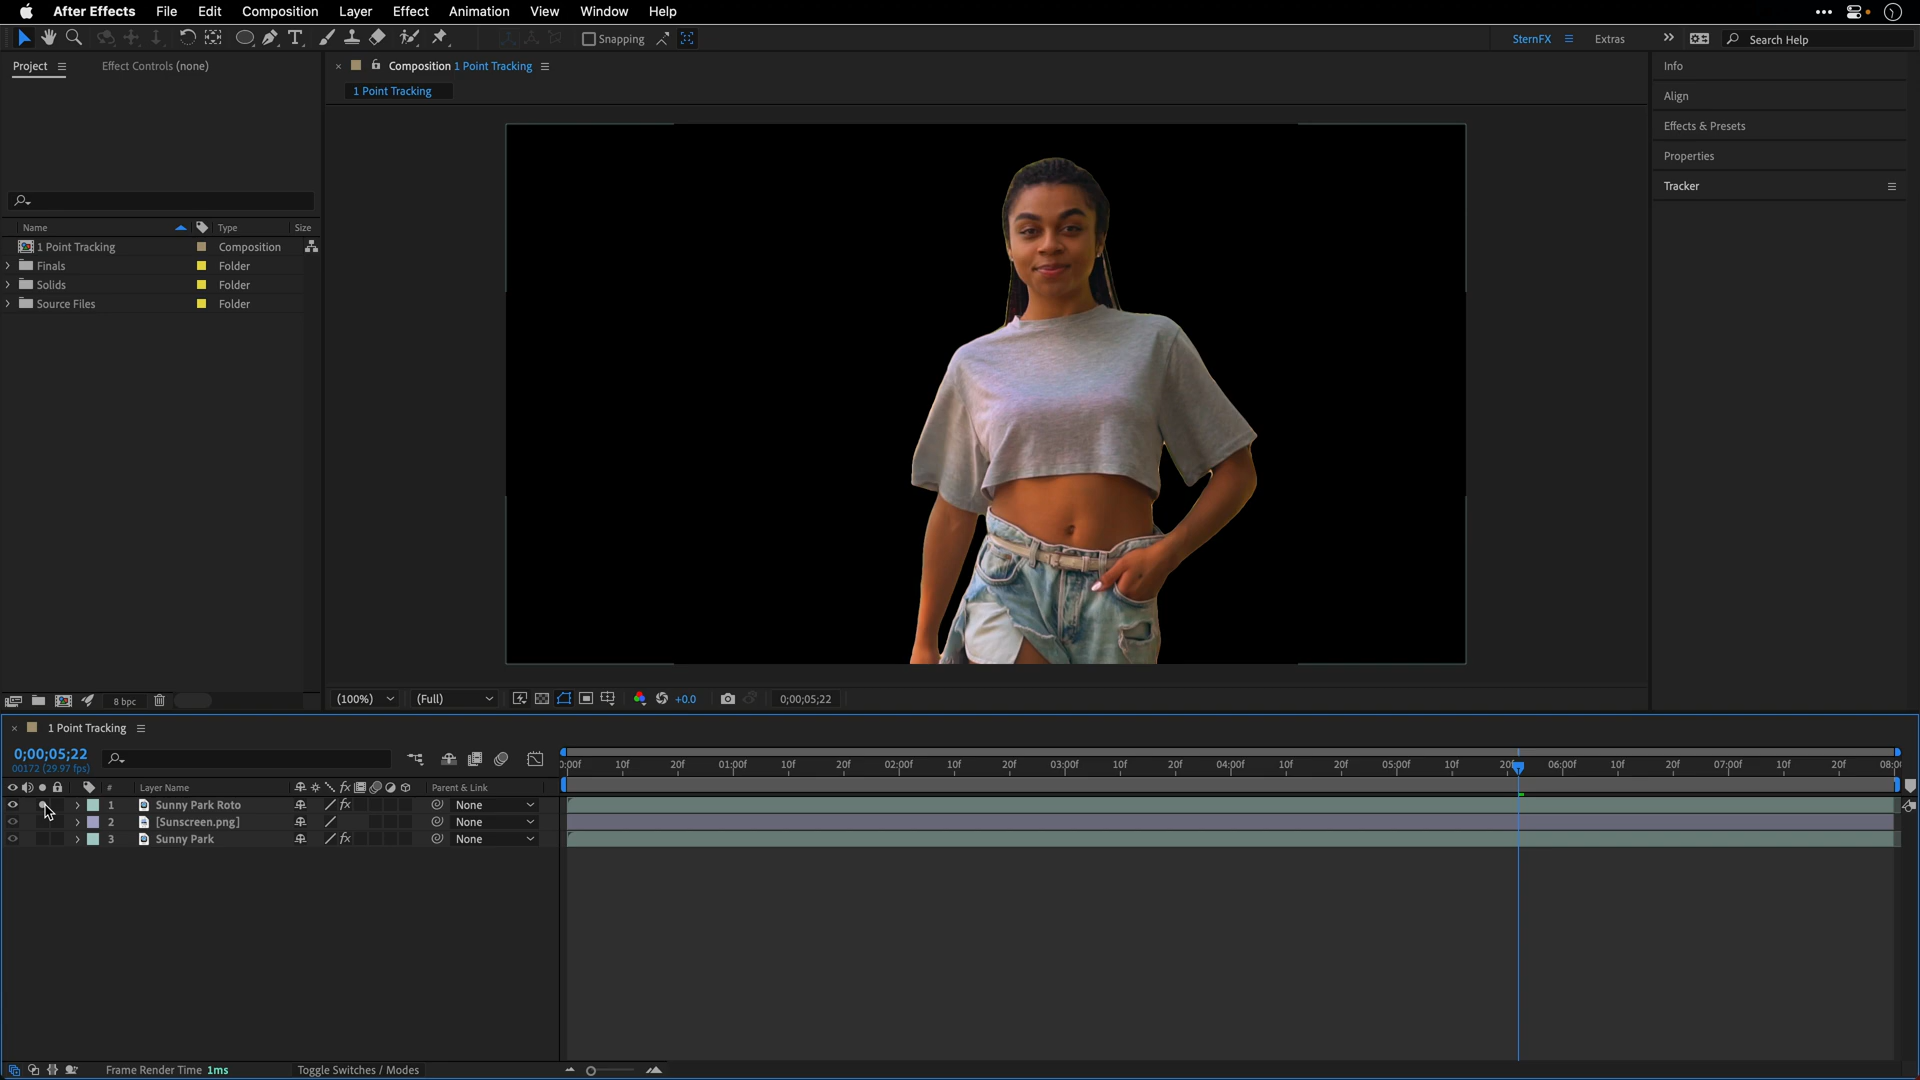 After Effects File Edit Composition Layer Effect Animation View Window Help
Snapping SternFX Extras Search Help
Project Effect Controls (none) Composition 1 Point Tracking Info
1 Point Tracking Align
Effects & Presets
Properties
Tracker
Name Type Size
1 Point Tracking Composition
Finals Folder
Solids Folder
Source Files Folder
8 bpc (100%) (Full) +0.0 0;00;05;22
1 Point Tracking
0;00;05;22
00172 (29.97 fps)
:00f 10f 20f 01:00f 10f 20f 02:00f 10f 20f 03:00f 10f 20f 04:00f 10f 20f 05:00f 10f 20f 06:00f 10f 20f 07:00f 10f 20f 08:0
# Layer Name fx Parent & Link
1 Sunny Park Roto fx None
2 [Sunscreen.png] None
3 Sunny Park fx None
Frame Render Time 1ms Toggle Switches / Modes